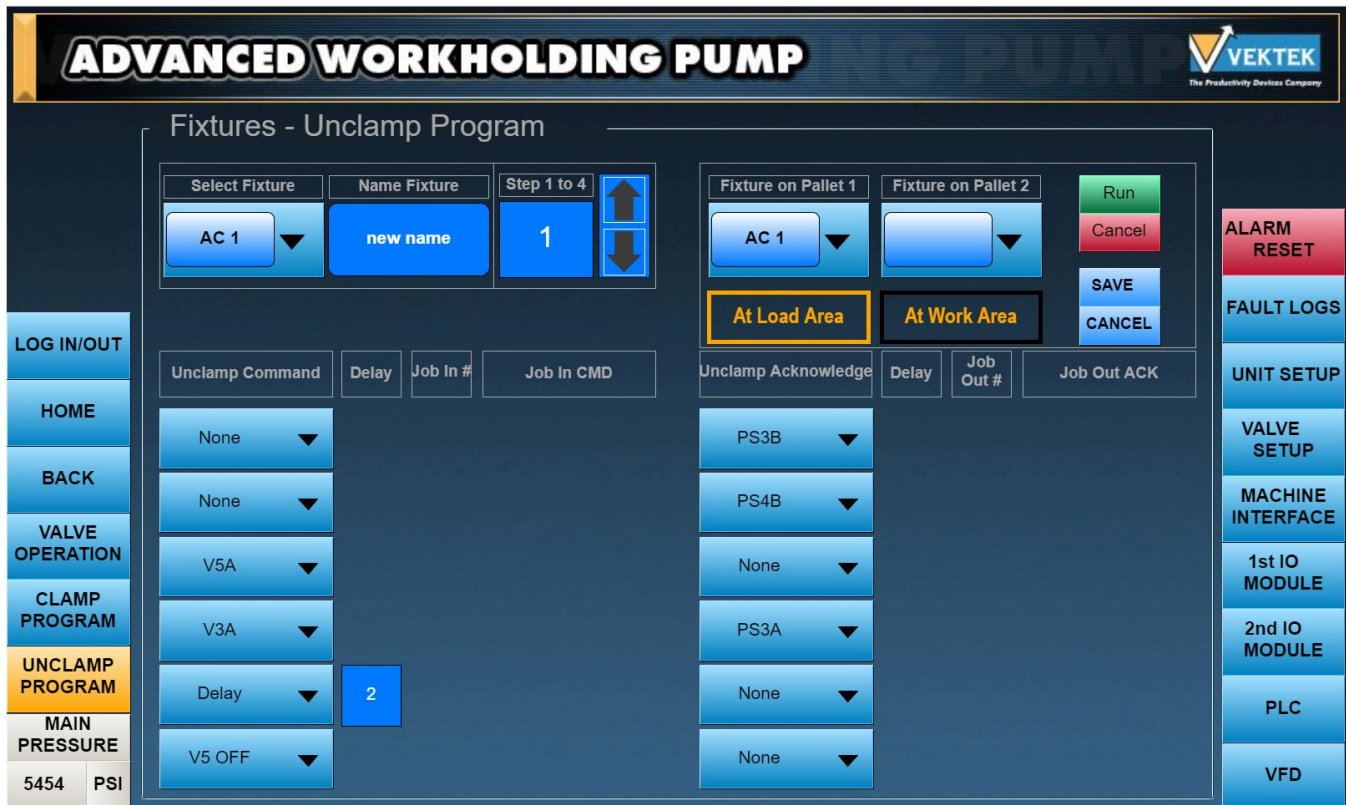 ADVANCED WORKHOLDING PUMP
VEKTEK
The Productivity Devices Company
Fixtures - Unclamp Program
Select Fixture
Name Fixture
Step 1 to 4
AC 1
new name
1
Fixture on Pallet 1
Fixture on Pallet 2
AC 1
At Load Area
At Work Area
Run
Cancel
SAVE
CANCEL
LOG IN/OUT
HOME
BACK
VALVE
OPERATION
CLAMP
PROGRAM
UNCLAMP
PROGRAM
MAIN
PRESSURE
5454 PSI
Unclamp Command
Delay
Job In #
Job In CMD
None
None
V5A
V3A
Delay
2
V5 OFF
Unclamp Acknowledge
Delay
Job
Out #
Job Out ACK
PS3B
PS4B
None
PS3A
None
None
ALARM
RESET
FAULT LOGS
UNIT SETUP
VALVE
SETUP
MACHINE
INTERFACE
1st IO
MODULE
2nd IO
MODULE
PLC
VFD